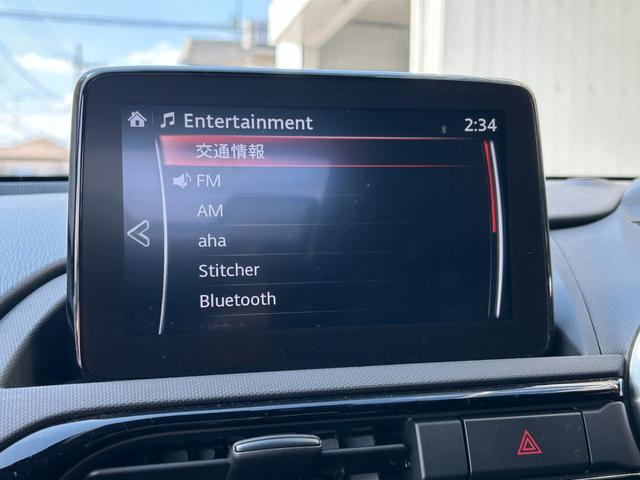 Entertainment 2:34
交通情報
FM
AM
aha
Stitcher
Bluetooth